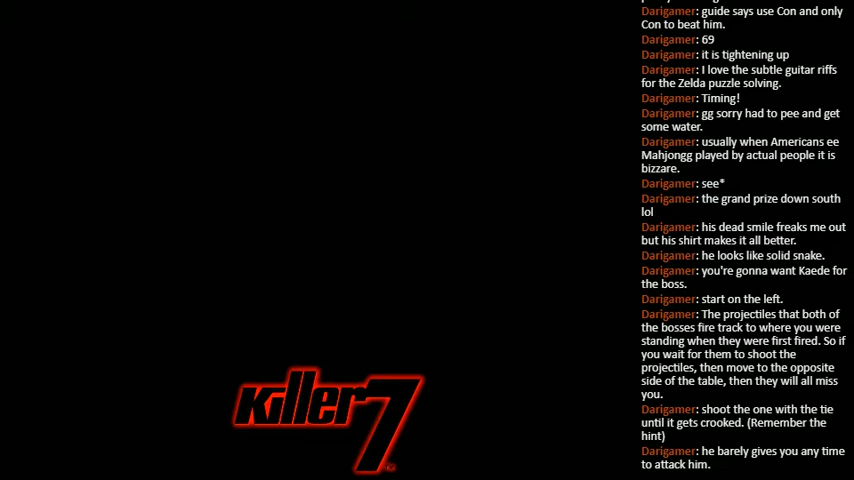 Darigamer: guide says use Con and only
Con to beat him.
Darigamer: 69
Darigamer: it is tightening up
Darigamer: I love the subtle guitar riffs
for the Zelda puzzle solving.
Darigamer: Timing!
Darigamer: gg sorry had to pee and get
some water.
Darigamer: usually when Americans ee
Mahjongg played by actual people it is
bizzare.
Darigamer: see*
Darigamer: the grand prize down south
lol
Darigamer: his dead smile freaks me out
but his shirt makes it all better.
Darigamer: he looks like solid snake.
Darigamer: you're gonna want Kaede for
the boss.
Darigamer: start on the left.
Darigamer: The projectiles that both of
the bosses fire track to where you were
standing when they were first fired. So if
you wait for them to shoot the
projectiles, then move to the opposite
side of the table, then they will all miss
you.
Darigamer: shoot the one with the tie
until it gets crooked. (Remember the
hint)
Darigamer: he barely gives you any time
to attack him.
killer7